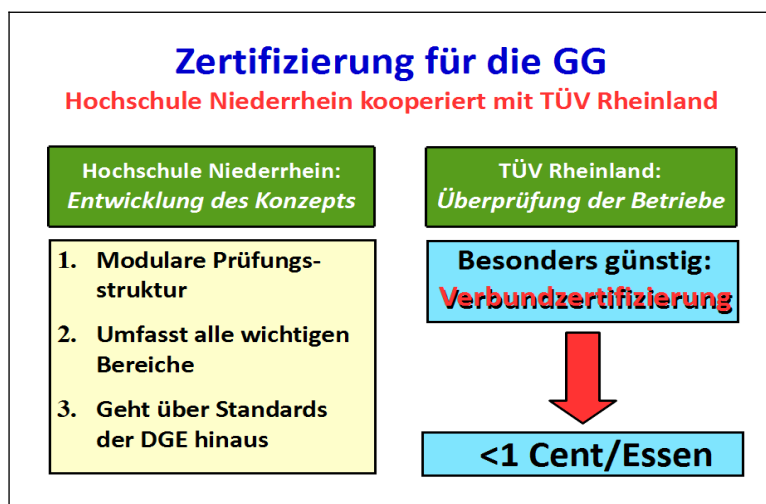 Zertifizierung für die GG
Hochschule Niederrhein kooperiert mit TÜV Rheinland
Hochschule Niederrhein:
Entwicklung des Konzepts
1. Modulare Prüfungs-
struktur
2. Umfasst alle wichtigen
Bereiche
3. Geht über Standards
der DGE hinaus
TÜV Rheinland:
Überprüfung der Betriebe
Besonders günstig:
Verbundzertifizierung
<1 Cent/Essen